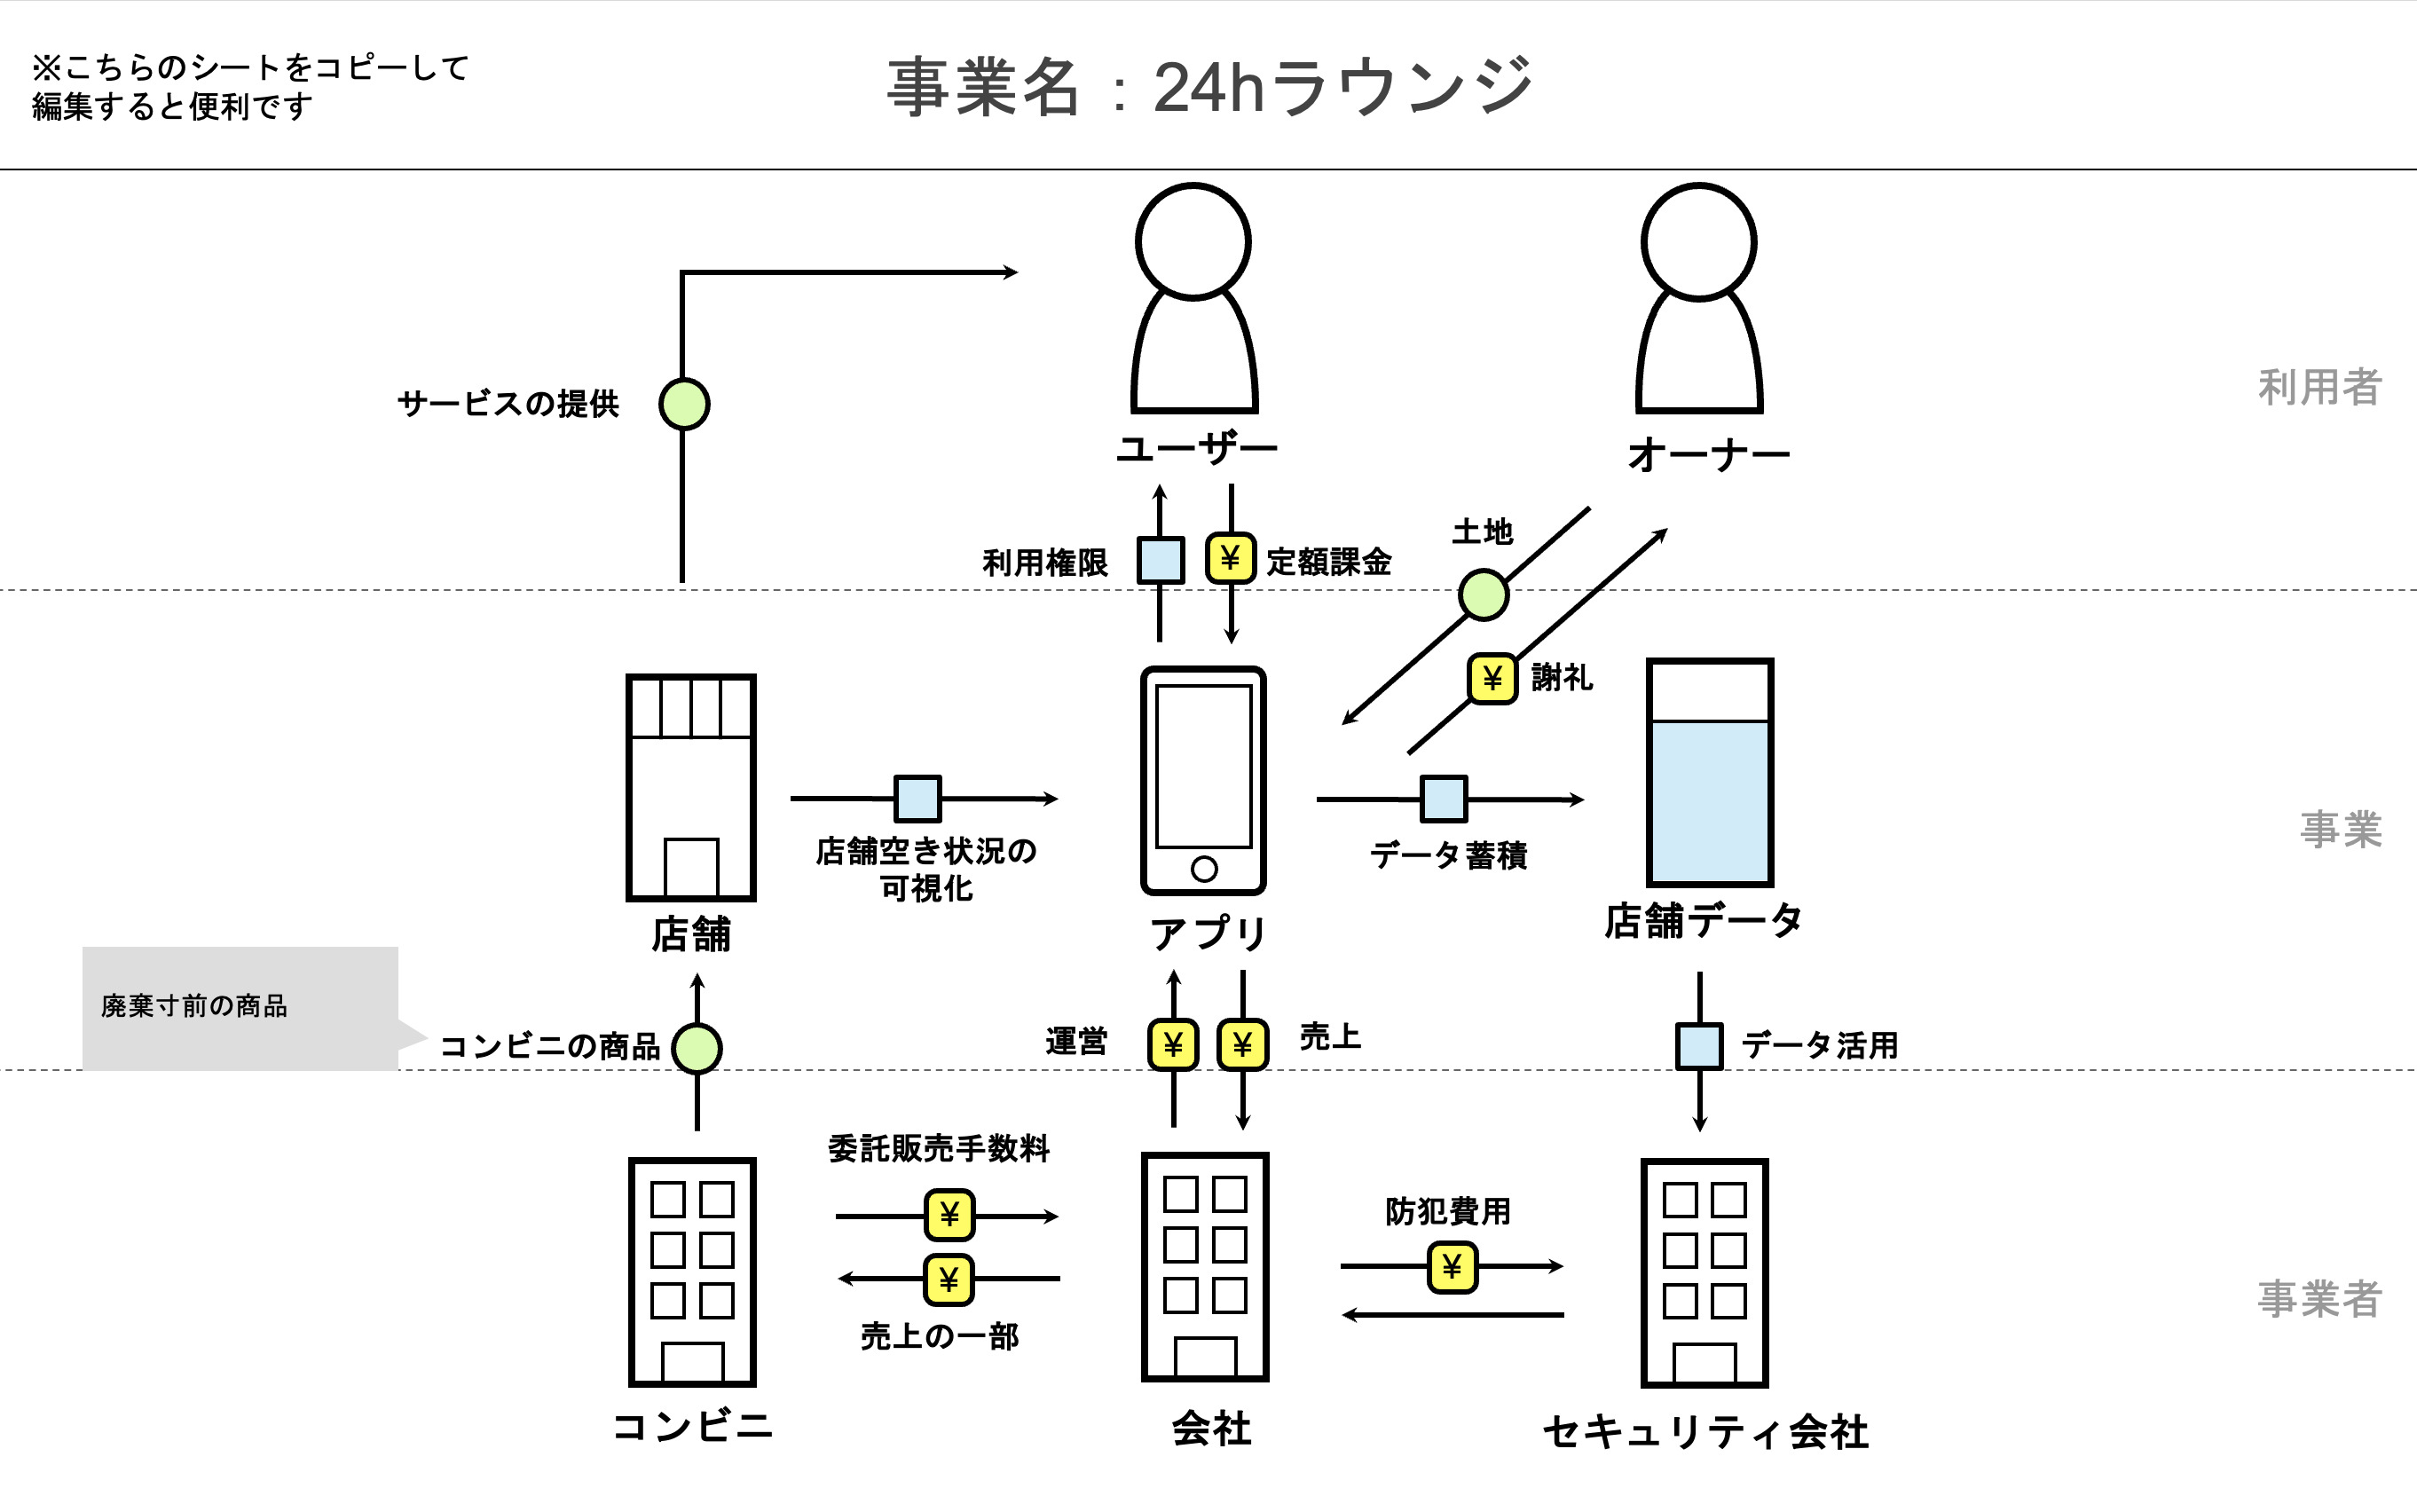 ※こちらのシートをコピーして
編集すると便利です
事業名：24hラウンジ
サービスの提供
ユーザー
オーナー
利用者
利用権限
¥
定額課金
土地
¥
謝礼
店舗空き状況の
可視化
データ蓄積
事業
店舗
アプリ
店舗データ
廃棄寸前の商品
コンビニの商品
運営
¥
¥
売上
データ活用
委託販売手数料
¥
¥
売上の一部
防犯費用
¥
事業者
コンビニ
会社
セキュリティ会社